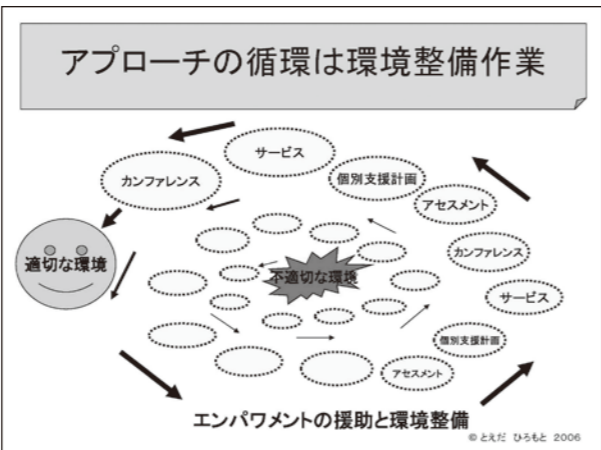 アプローチの循環は環境整備作業
サービス
カンファレンス
個別支援計画
アセスメント
適切な環境
不適切な環境
カンファレンス
サービス
個別支援計画
アセスメント
エンパワメントの援助と環境整備
© とえだ ひろもと 2006